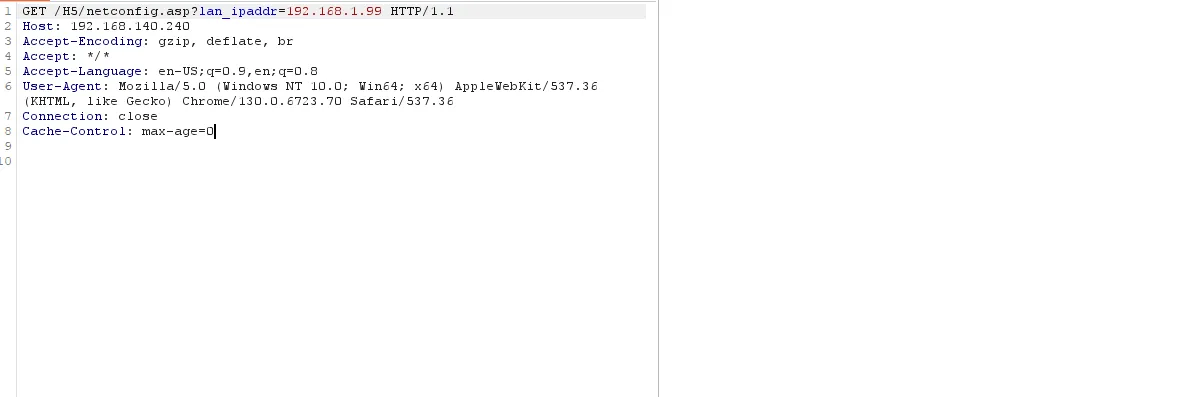 1 GET /H5/netconfig.asp?lan_ipaddr=192.168.1.99 HTTP/1.1
2 Host: 192.168.140.240
3 Accept-Encoding: gzip, deflate, br
4 Accept: */*
5 Accept-Language: en-US;q=0.9,en;q=0.8
6 User-Agent: Mozilla/5.0 (Windows NT 10.0; Win64; x64) AppleWebKit/537.36
(KHTML, like Gecko) Chrome/130.0.6723.70 Safari/537.36
7 Connection: close
8 Cache-Control: max-age=0
9
10